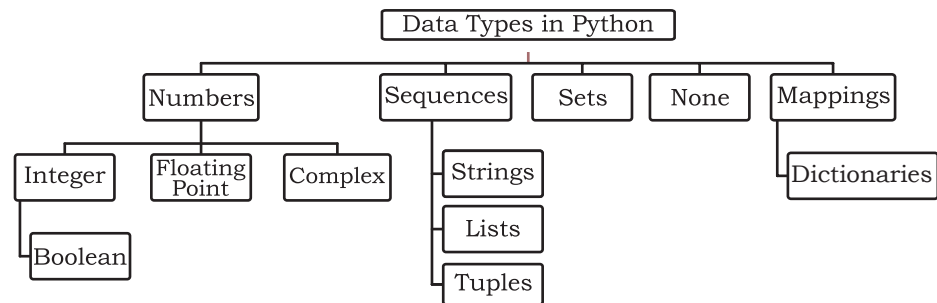 Data Types in Python
Numbers
Sequences
Sets
None
Mappings
Integer
Floating
Point
Complex
Strings
Dictionaries
Lists
Boolean
Tuples